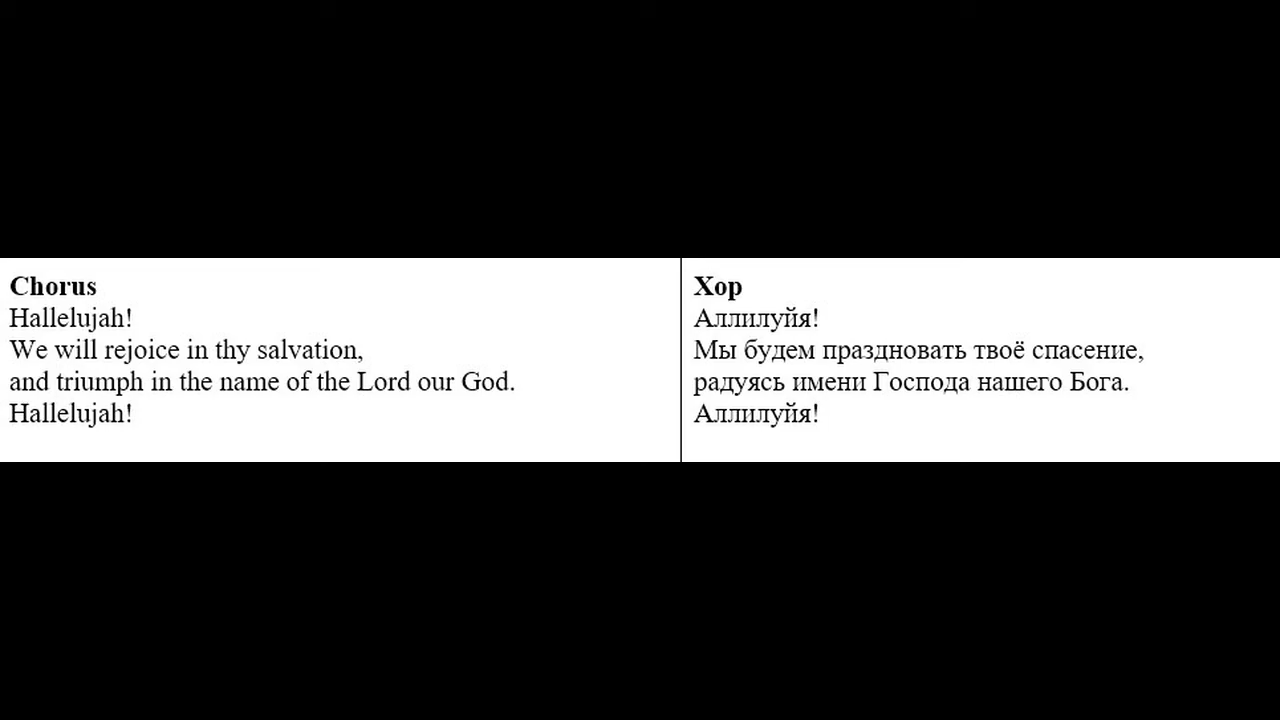 Chorus
Hallelujah!
We will rejoice in thy salvation,
and triumph in the name of the Lord our God.
Hallelujah!
Хор
Аллилуйя!
Мы будем праздновать твоё спасение,
радуясь имени Господа нашего Бога.
Аллилуйя!